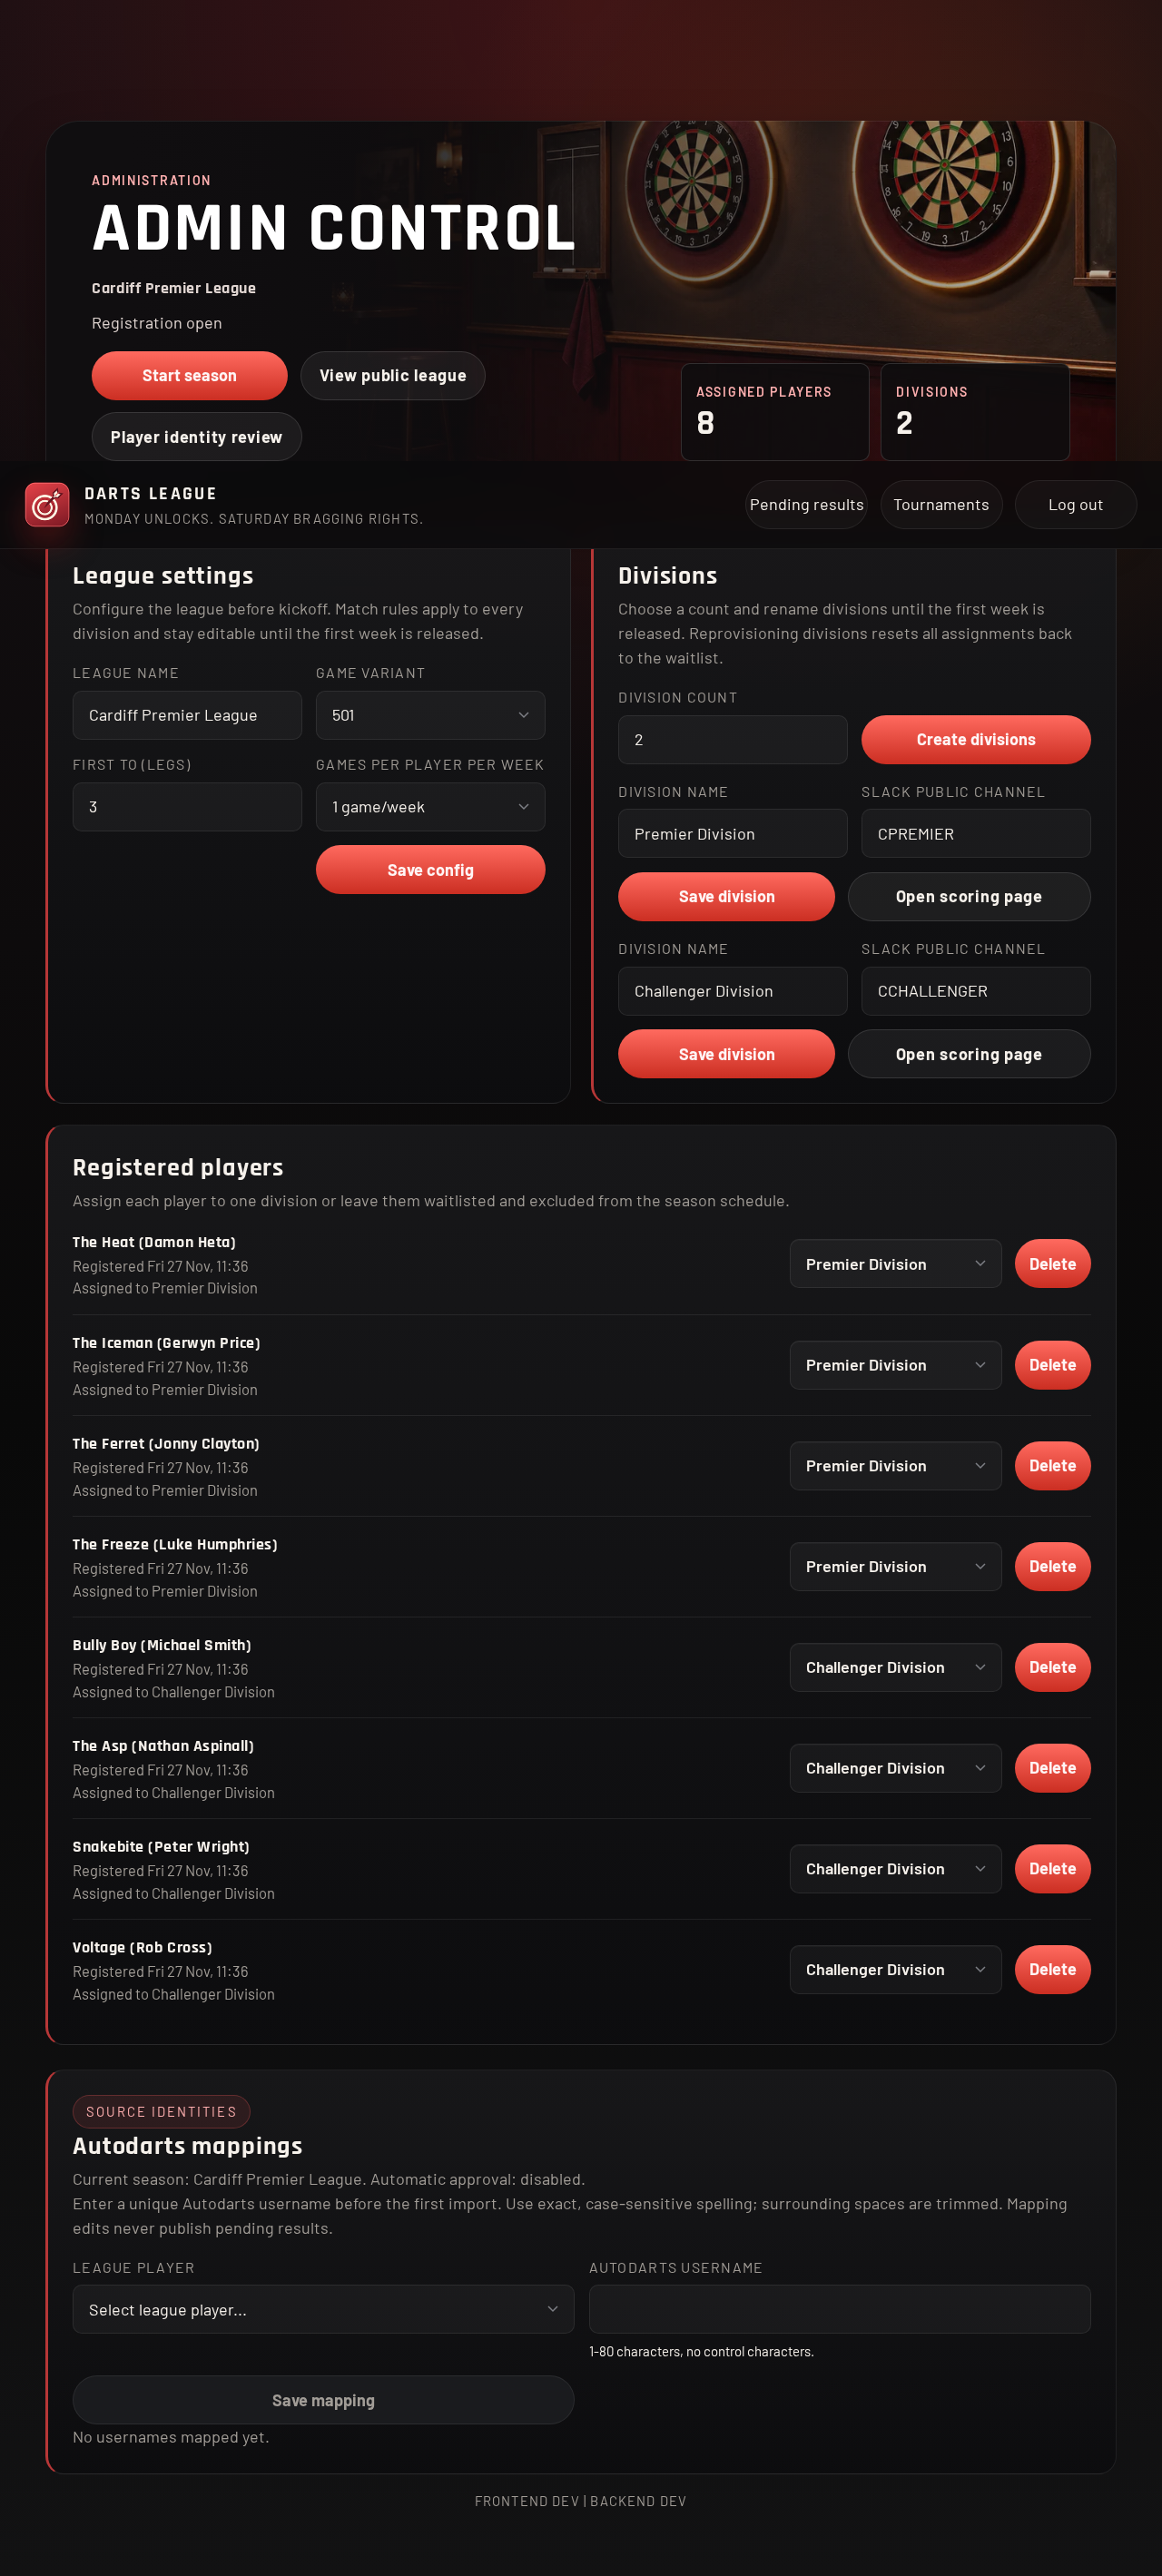 ADMINISTRATION
ADMIN CONTROL
Cardiff Premier League
Registration open
Start season
View public league
Player identity review
ASSIGNED PLAYERS
8
DIVISIONS
2
DARTS LEAGUE
MONDAY UNLOCKS. SATURDAY BRAGGING RIGHTS.
Pending results
Tournaments
Log out
League settings
Configure the league before kickoff. Match rules apply to every
division and stay editable until the first week is released.
LEAGUE NAME
GAME VARIANT
Cardiff Premier League
501
FIRST TO (LEGS)
GAMES PER PLAYER PER WEEK
3
1 game/week
Save config
Divisions
Choose a count and rename divisions until the first week is
released. Reprovisioning divisions resets all assignments back
to the waitlist.
DIVISION COUNT
2
Create divisions
DIVISION NAME
SLACK PUBLIC CHANNEL
Premier Division
CPREMIER
Save division
Open scoring page
DIVISION NAME
SLACK PUBLIC CHANNEL
Challenger Division
CCHALLENGER
Save division
Open scoring page
Registered players
Assign each player to one division or leave them waitlisted and excluded from the season schedule.
The Heat (Damon Heta)
Registered Fri 27 Nov, 11:36
Assigned to Premier Division
Premier Division
Delete
The Iceman (Gerwyn Price)
Registered Fri 27 Nov, 11:36
Assigned to Premier Division
Premier Division
Delete
The Ferret (Jonny Clayton)
Registered Fri 27 Nov, 11:36
Assigned to Premier Division
Premier Division
Delete
The Freeze (Luke Humphries)
Registered Fri 27 Nov, 11:36
Assigned to Premier Division
Premier Division
Delete
Bully Boy (Michael Smith)
Registered Fri 27 Nov, 11:36
Assigned to Challenger Division
Challenger Division
Delete
The Asp (Nathan Aspinall)
Registered Fri 27 Nov, 11:36
Assigned to Challenger Division
Challenger Division
Delete
Snakebite (Peter Wright)
Registered Fri 27 Nov, 11:36
Assigned to Challenger Division
Challenger Division
Delete
Voltage (Rob Cross)
Registered Fri 27 Nov, 11:36
Assigned to Challenger Division
Challenger Division
Delete
SOURCE IDENTITIES
Autodarts mappings
Current season: Cardiff Premier League. Automatic approval: disabled.
Enter a unique Autodarts username before the first import. Use exact, case-sensitive spelling; surrounding spaces are trimmed. Mapping
edits never publish pending results.
LEAGUE PLAYER
AUTODARTS USERNAME
Select league player...
1-80 characters, no control characters.
Save mapping
No usernames mapped yet.
FRONTEND DEV | BACKEND DEV